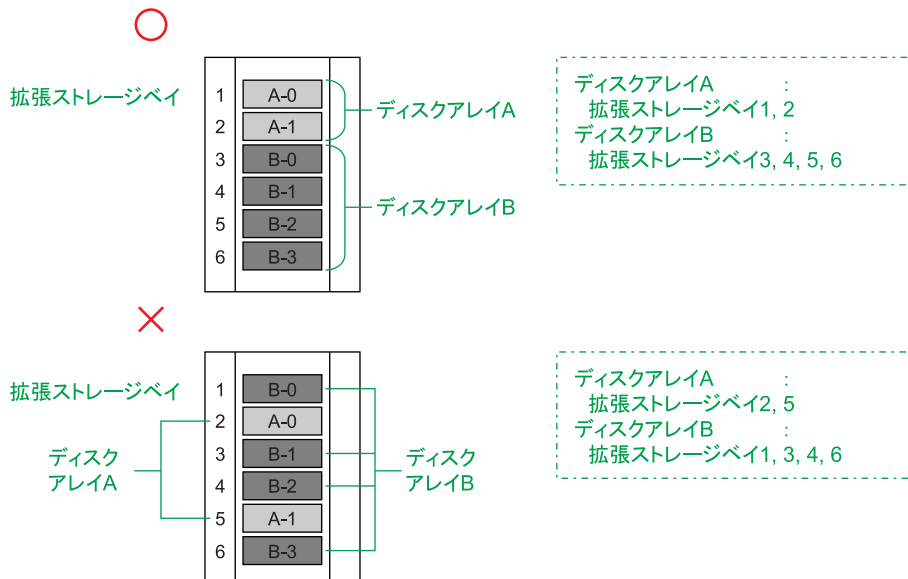 拡張ストレージベイ
1 A-0
2 A-1
3 B-0
4 B-1
5 B-2
6 B-3
ディスクアレイA
ディスクアレイB
ディスクアレイA :
拡張ストレージベイ1, 2
ディスクアレイB :
拡張ストレージベイ3, 4, 5, 6
拡張ストレージベイ
1 B-0
2 A-0
3 B-1
4 B-2
5 A-1
6 B-3
ディスク
アレイA
ディスク
アレイB
ディスクアレイA :
拡張ストレージベイ2, 5
ディスクアレイB :
拡張ストレージベイ1, 3, 4, 6